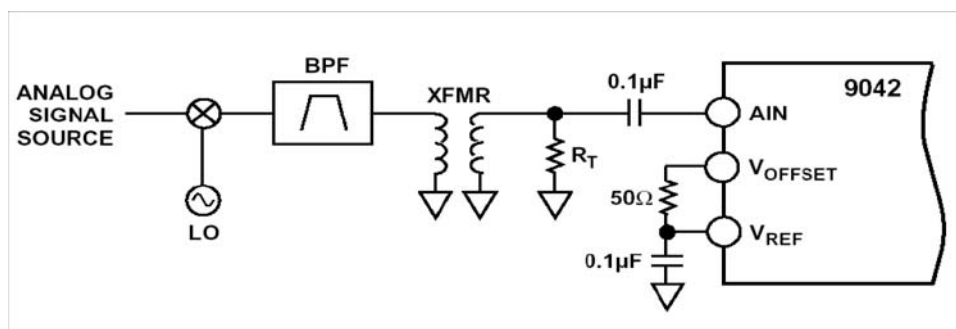 BPF
0.1µF
9042
ANALOG
SIGNAL
SOURCE
XFMR
AIN
R_T
V_OFFSET
50Ω
LO
V_REF
0.1µF